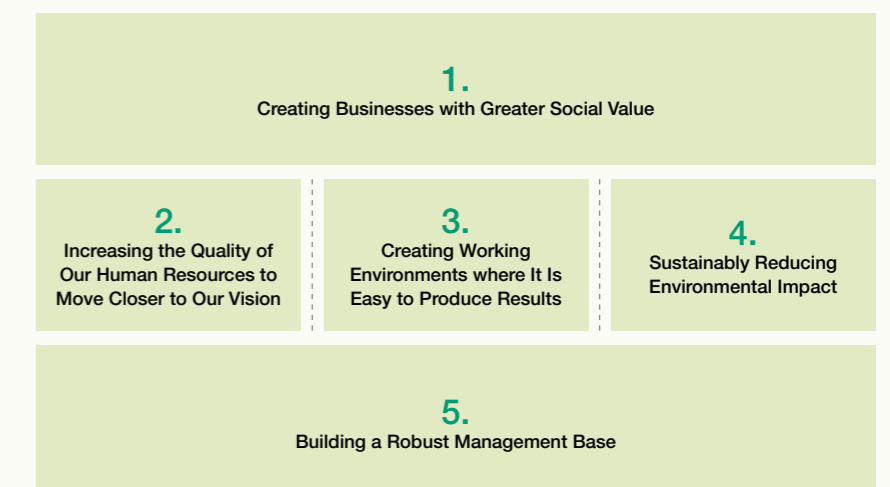 1.
Creating Businesses with Greater Social Value
2.
Increasing the Quality of
Our Human Resources to
Move Closer to Our Vision
3.
Creating Working
Environments where It Is
Easy to Produce Results
4.
Sustainably Reducing
Environmental Impact
5.
Building a Robust Management Base